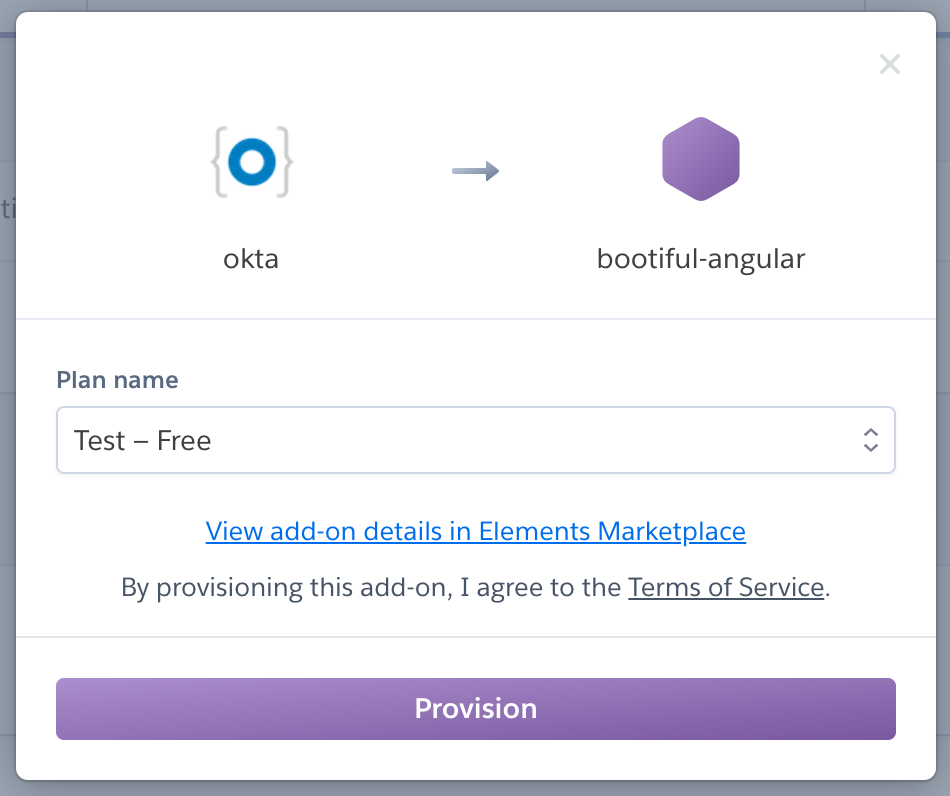 okta
bootiful-angular
Plan name
Test – Free
View add-on details in Elements Marketplace
By provisioning this add-on, I agree to the Terms of Service.
Provision